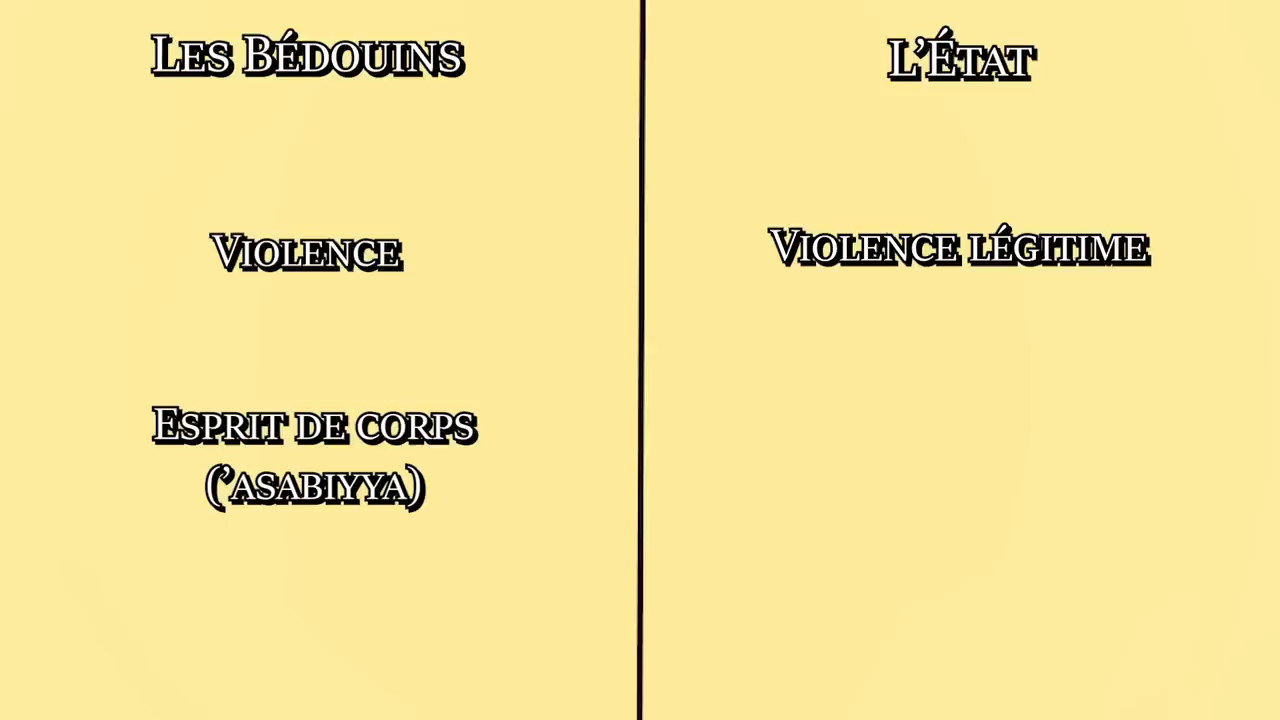 Les Bédouins
L'État
Violence
Violence légitime
Esprit de corps
('asabiyya)